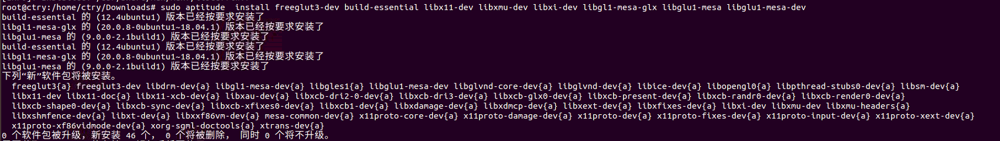 root@ctry:/home/ctry/Downloads# sudo aptitude  install freeglut3-dev build-essential libx11-dev libxmu-dev libxi-dev libgl1-mesa-glx libglu1-mesa libglu1-mesa-dev
build-essential 的 (12.4ubuntu1) 版本已经按要求安装了
libgl1-mesa-glx 的 (20.0.8-0ubuntu1~18.04.1) 版本已经按要求安装了
libglu1-mesa 的 (9.0.0-2.1build1) 版本已经按要求安装了
build-essential 的 (12.4ubuntu1) 版本已经按要求安装了
libgl1-mesa-glx 的 (20.0.8-0ubuntu1~18.04.1) 版本已经按要求安装了
libglu1-mesa 的 (9.0.0-2.1build1) 版本已经按要求安装了
下列“新”软件包将被安装。
  freeglut3{a} freeglut3-dev libdrm-dev{a} libgl1-mesa-dev{a} libgles1{a} libglu1-mesa-dev libglvnd-core-dev{a} libglvnd-dev{a} libice-dev{a} libopengl0{a} libpthread-stubs0-dev{a} libsm-dev{a}
  libx11-dev libx11-doc{a} libx11-xcb-dev{a} libxau-dev{a} libxcb-dri2-0-dev{a} libxcb-dri3-dev{a} libxcb-glx0-dev{a} libxcb-present-dev{a} libxcb-randr0-dev{a} libxcb-render0-dev{a}
  libxcb-shape0-dev{a} libxcb-sync-dev{a} libxcb-xfixes0-dev{a} libxcb1-dev{a} libxdamage-dev{a} libxdmcp-dev{a} libxext-dev{a} libxfixes-dev{a} libxi-dev libxmu-dev libxmu-headers{a}
  libxshmfence-dev{a} libxt-dev{a} libxxf86vm-dev{a} mesa-common-dev{a} x11proto-core-dev{a} x11proto-damage-dev{a} x11proto-dev{a} x11proto-fixes-dev{a} x11proto-input-dev{a} x11proto-xext-dev{a}
  x11proto-xf86vidmode-dev{a} xorg-sgml-doctools{a} xtrans-dev{a}
0 个软件包被升级，新安装 46 个， 0 个将被删除， 同时 0 个将不升级。